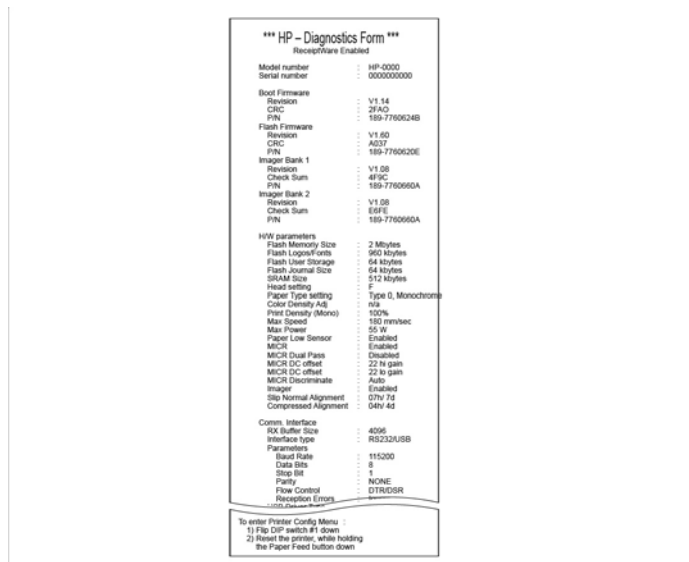 *** HP – Diagnostics Form ***
ReceiptWare Enabled
Model number : HP-0000
Serial number : 0000000000
Boot Firmware
Revision : V1.14
CRC : 2FAO
P/N : 189-7760624B
Flash Firmware
Revision : V1.60
CRC : A037
P/N : 189-7760620E
Imager Bank 1
Revision : V1.08
Check Sum : 4F9C
P/N : 189-7760660A
Imager Bank 2
Revision : V1.08
Check Sum : E6FE
P/N : 189-7760660A
H/W parameters
Flash Memoriy Size : 2 Mbytes
Flash Logos/Fonts : 960 kbytes
Flash User Storage : 64 kbytes
Flash Journal Size : 64 kbytes
SRAM Size : 512 kbytes
Head setting : F
Paper Type setting : Type 0, Monochrome
Color Density Adj : n/a
Print Density (Mono) : 100%
Max Speed : 180 mm/sec
Max Power : 55 W
Paper Low Sensor : Enabled
MICR : Enabled
MICR Dual Pass : Disabled
MICR DC offset : 22 hi gain
MICR DC offset : 22 lo gain
MICR Discriminate : Auto
Imager : Enabled
Slip Normal Alignment : 07h/ 7d
Compressed Alignment : 04h/ 4d
Comm. Interface
RX Buffer Size : 4096
Interface type : RS232/USB
Parameters
Baud Rate : 115200
Data Bits : 8
Stop Bit : 1
Parity : NONE
Flow Control : DTR/DSR
Reception Errors :
To enter Printer Config Menu :
1) Flip DIP switch #1 down
2) Reset the printer, while holding
the Paper Feed button down